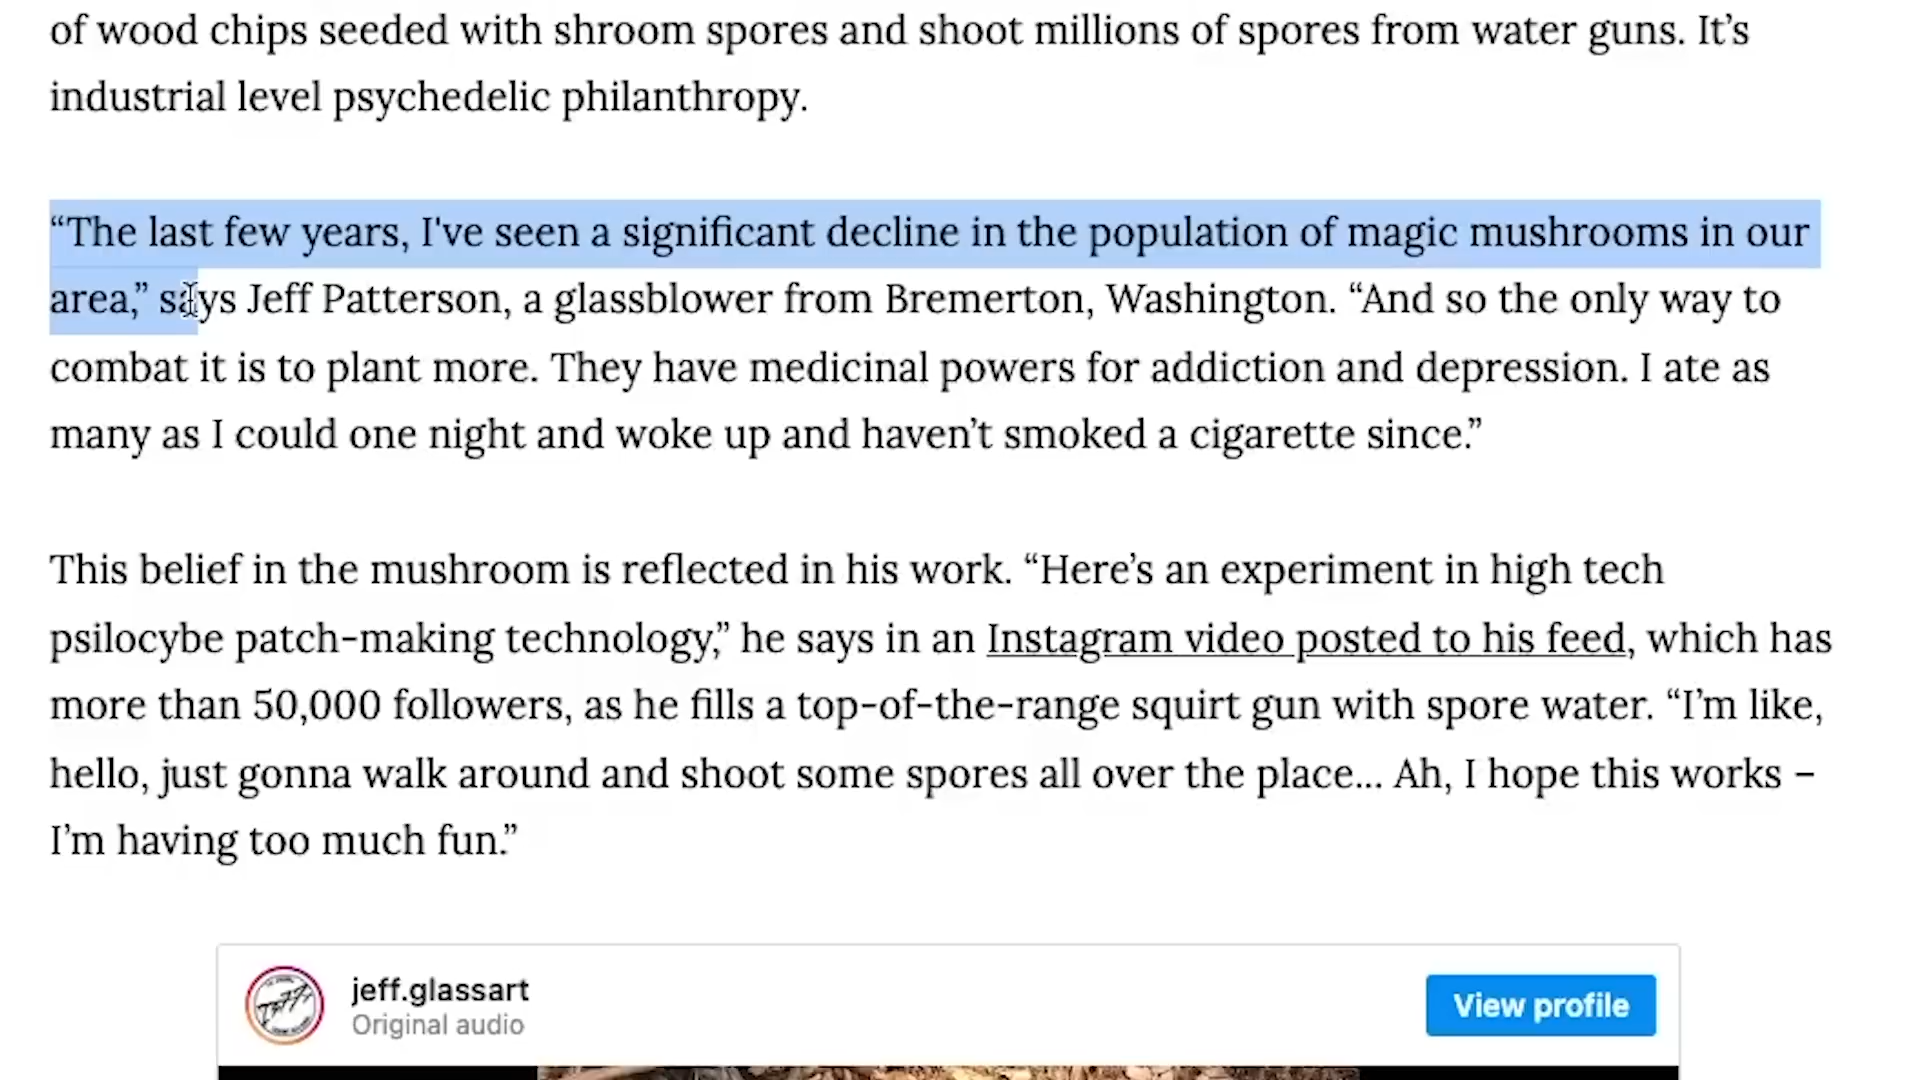 of wood chips seeded with shroom spores and shoot millions of spores from water guns. It’s
industrial level psychedelic philanthropy.
“The last few years, I've seen a significant decline in the population of magic mushrooms in our
area,” says Jeff Patterson, a glassblower from Bremerton, Washington. “And so the only way to
combat it is to plant more. They have medicinal powers for addiction and depression. I ate as
many as I could one night and woke up and haven’t smoked a cigarette since.”
This belief in the mushroom is reflected in his work. “Here’s an experiment in high tech
psilocybe patch-making technology,” he says in an Instagram video posted to his feed, which has
more than 50,000 followers, as he fills a top-of-the-range squirt gun with spore water. “I’m like,
hello, just gonna walk around and shoot some spores all over the place… Ah, I hope this works –
I’m having too much fun.”
jeff.glassart
Original audio
View profile